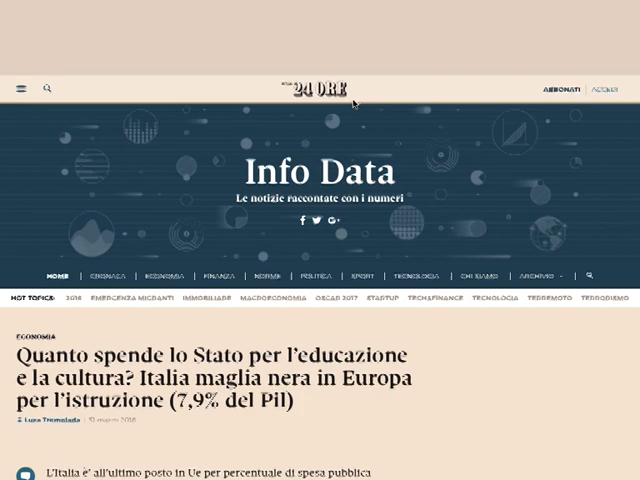 24 ORE
ABBONATI ACCEDI
Info Data
Le notizie raccontate con i numeri
HOME CRONACA ECONOMIA FINANZA NORME POLITICA SPORT TECNOLOGIA CHI SIAMO ARCHIVIO
HOT TOPICS: 2016 EMERGENZA MIGRANTI IMMOBILIARE MACROECONOMIA OSCAR 2017 STARTUP TECH&FINANCE TECNOLOGIA TERREMOTO TERRORISMO
ECONOMIA
Quanto spende lo Stato per l'educazione
e la cultura? Italia maglia nera in Europa
per l'istruzione (7,9% del Pil)
Luca Tremolada marzo 2016
L'Italia e' all'ultimo posto in Ue per percentuale di spesa pubblica